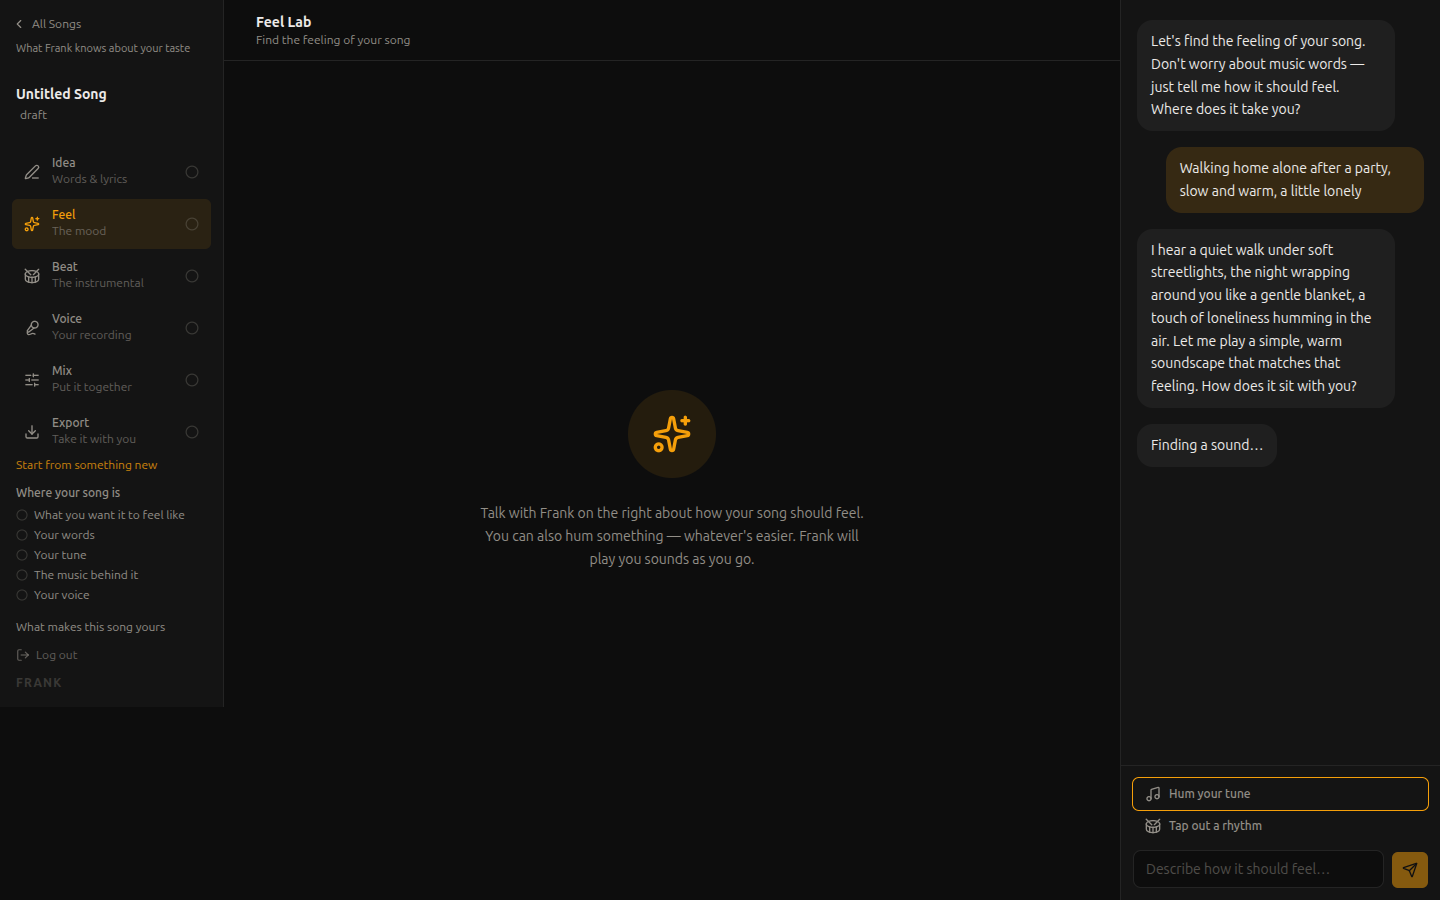 All Songs
What Frank knows about your taste
Untitled Song
draft
Idea
Words & lyrics
Feel
The mood
Beat
The instrumental
Voice
Your recording
Mix
Put it together
Export
Take it with you
Start from something new
Where your song is
What you want it to feel like
Your words
Your tune
The music behind it
Your voice
What makes this song yours
Log out
FRANK
Feel Lab
Find the feeling of your song
Talk with Frank on the right about how your song should feel.
You can also hum something — whatever's easier. Frank will
play you sounds as you go.
Let's find the feeling of your song.
Don't worry about music words —
just tell me how it should feel.
Where does it take you?
Walking home alone after a party,
slow and warm, a little lonely
I hear a quiet walk under soft
streetlights, the night wrapping
around you like a gentle blanket, a
touch of loneliness humming in the
air. Let me play a simple, warm
soundscape that matches that
feeling. How does it sit with you?
Finding a sound…
Hum your tune
Tap out a rhythm
Describe how it should feel…